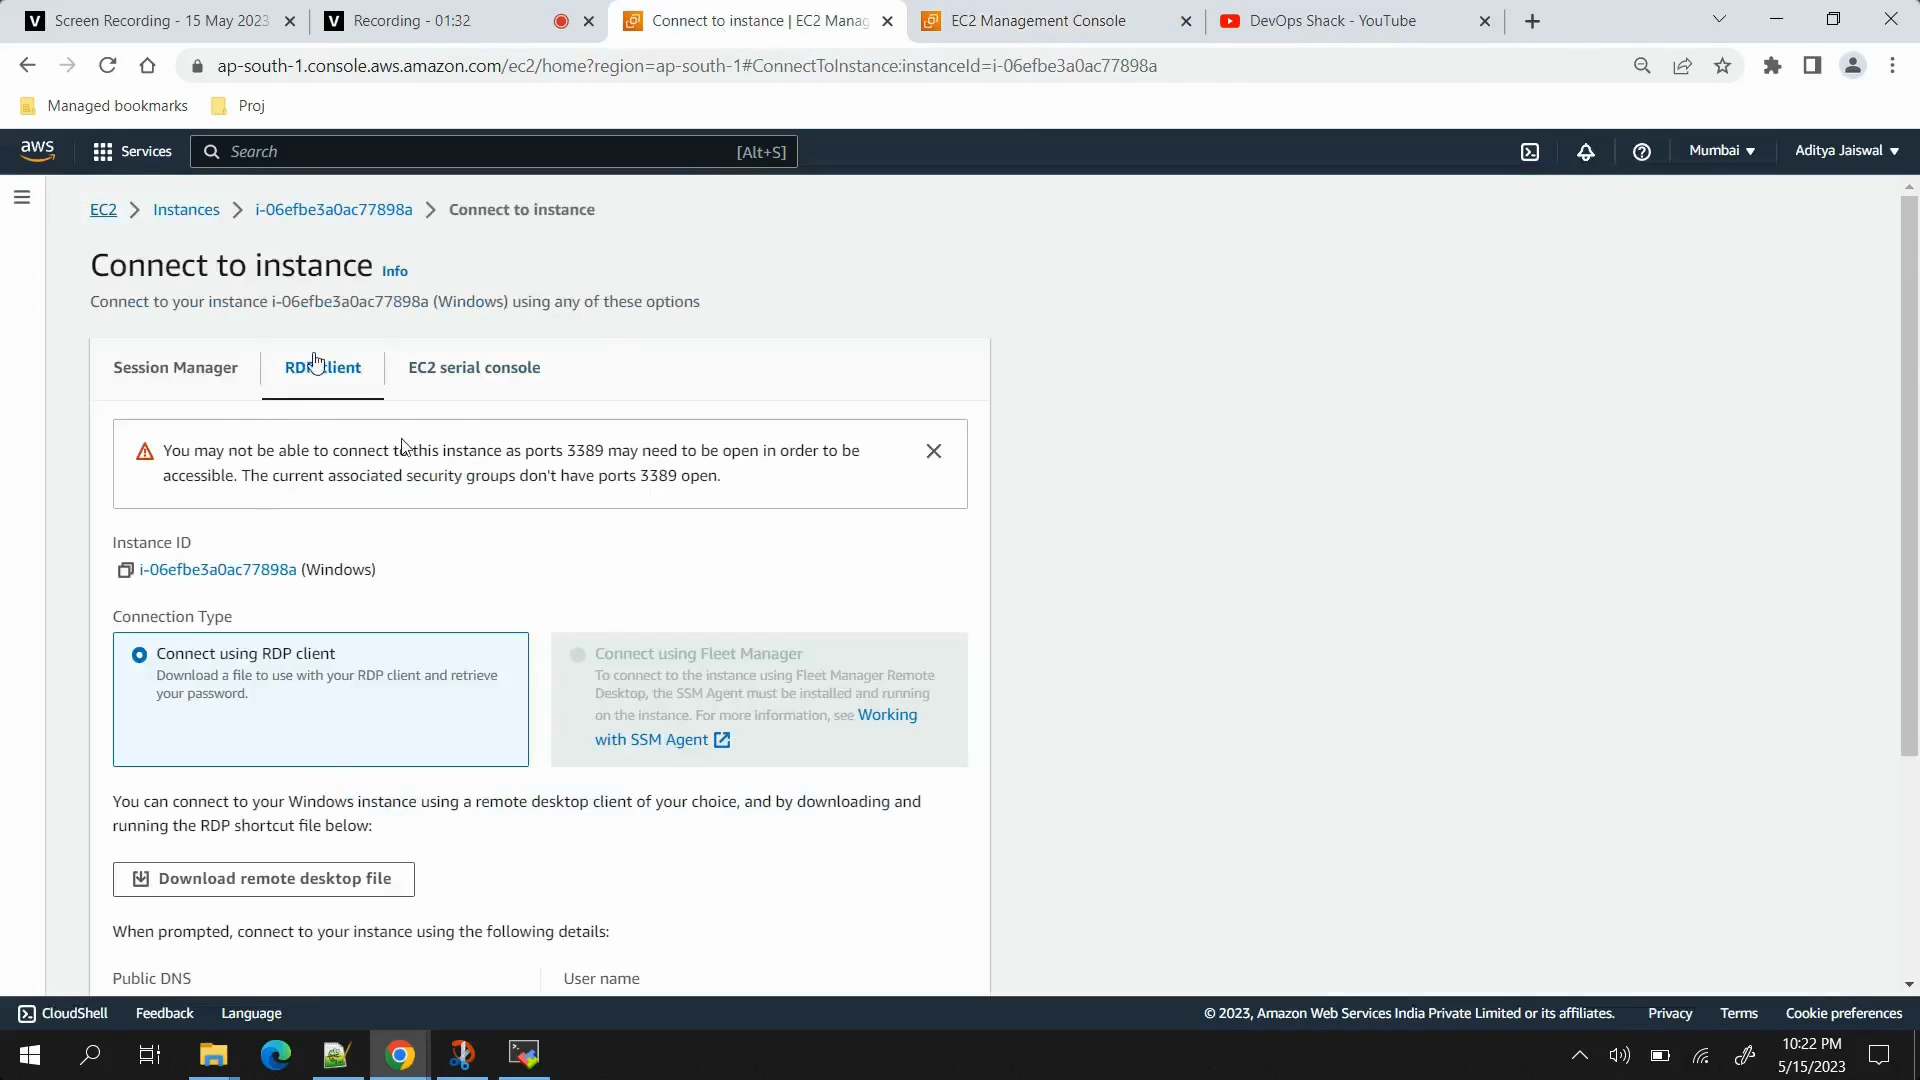 Screen Recording - 15 May 2023
Recording - 01:32
Connect to instance | EC2 Manag
EC2 Management Console
DevOps Shack - YouTube
ap-south-1.console.aws.amazon.com/ec2/home?region=ap-south-1#ConnectToInstance:instanceId=i-06efbe3a0ac77898a
Managed bookmarks
Proj
aws
Services
Search
[Alt+S]
Mumbai
Aditya Jaiswal
EC2
Instances
i-06efbe3a0ac77898a
Connect to instance
Connect to instance Info
Connect to your instance i-06efbe3a0ac77898a (Windows) using any of these options
Session Manager
RDP client
EC2 serial console
You may not be able to connect to this instance as ports 3389 may need to be open in order to be
accessible. The current associated security groups don't have ports 3389 open.
Instance ID
i-06efbe3a0ac77898a (Windows)
Connection Type
Connect using RDP client
Download a file to use with your RDP client and retrieve
your password.
Connect using Fleet Manager
To connect to the instance using Fleet Manager Remote
Desktop, the SSM Agent must be installed and running
on the instance. For more information, see Working
with SSM Agent
You can connect to your Windows instance using a remote desktop client of your choice, and by downloading and
running the RDP shortcut file below:
Download remote desktop file
When prompted, connect to your instance using the following details:
Public DNS
User name
CloudShell
Feedback
Language
© 2023, Amazon Web Services India Private Limited or its affiliates.
Privacy
Terms
Cookie preferences
10:22 PM
5/15/2023